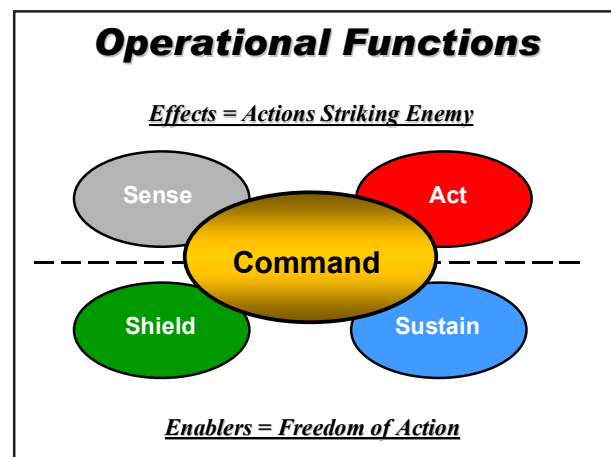 Operational Functions
Effects = Actions Striking Enemy
Sense
Act
Command
Shield
Sustain
Enablers = Freedom of Action